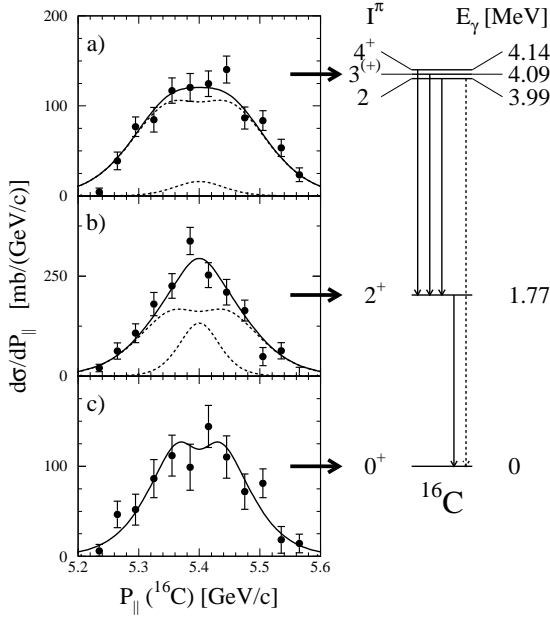 I^π E_γ [MeV]
200
a)
4⁺ 4.14
3⁽⁺⁾ 4.09
2 3.99
100
0
b)
250
2⁺ 1.77
0
c)
100
0⁺ 0
¹⁶C
0
5.2 5.3 5.4 5.5 5.6
P_∥ (¹⁶C) [GeV/c]
dσ/dP_∥ [mb/(GeV/c)]